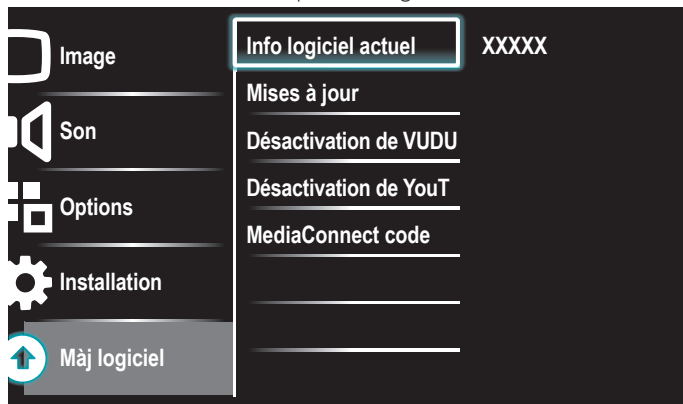 Image
Son
Options
Installation
Màj logiciel
Info logiciel actuel
XXXXX
Mises à jour
Désactivation de VUDU
Désactivation de YouT
MediaConnect code